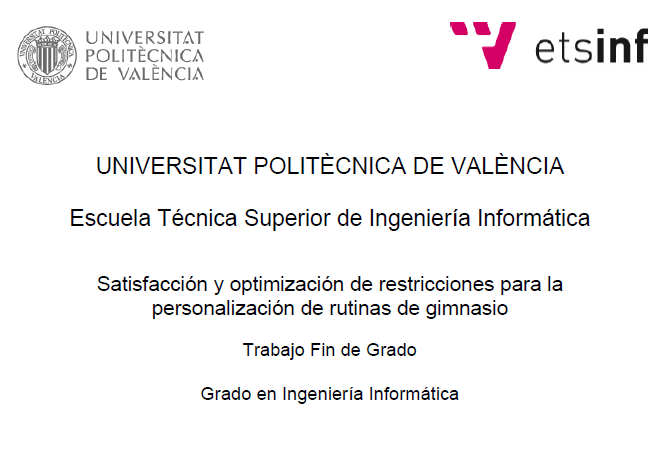 UNIVERSITAT
POLITÈCNICA
DE VALÈNCIA
etsinf
UNIVERSITAT POLITÈCNICA DE VALÈNCIA
Escuela Técnica Superior de Ingeniería Informática
Satisfacción y optimización de restricciones para la
personalización de rutinas de gimnasio
Trabajo Fin de Grado
Grado en Ingeniería Informática